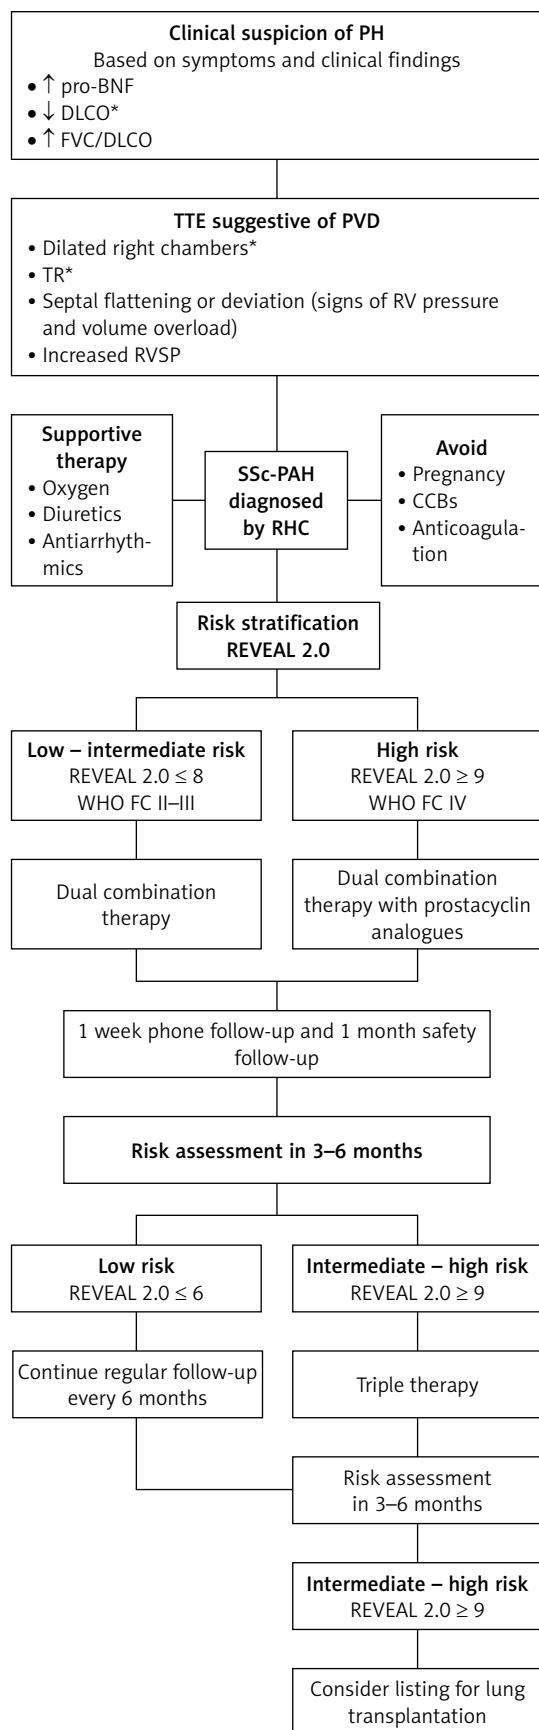 Clinical suspicion of PH
Based on symptoms and clinical findings
• ↑ pro-BNF
• ↓ DLCO*
• ↑ FVC/DLCO
TTE suggestive of PVD
• Dilated right chambers*
• TR*
• Septal flattening or deviation (signs of RV pressure
and volume overload)
• Increased RVSP
Supportive
therapy
• Oxygen
• Diuretics
• Antiarrhyth-
mics
SSc-PAH
diagnosed
by RHC
Avoid
• Pregnancy
• CCBs
• Anticoagula-
tion
Risk stratification
REVEAL 2.0
Low – intermediate risk
REVEAL 2.0 ≤ 8
WHO FC II–III
High risk
REVEAL 2.0 ≥ 9
WHO FC IV
Dual combination
therapy
Dual combination
therapy with prostacyclin
analogues
1 week phone follow-up and 1 month safety
follow-up
Risk assessment in 3–6 months
Low risk
REVEAL 2.0 ≤ 6
Intermediate – high risk
REVEAL 2.0 ≥ 9
Continue regular follow-up
every 6 months
Triple therapy
Risk assessment
in 3–6 months
Intermediate – high risk
REVEAL 2.0 ≥ 9
Consider listing for lung
transplantation